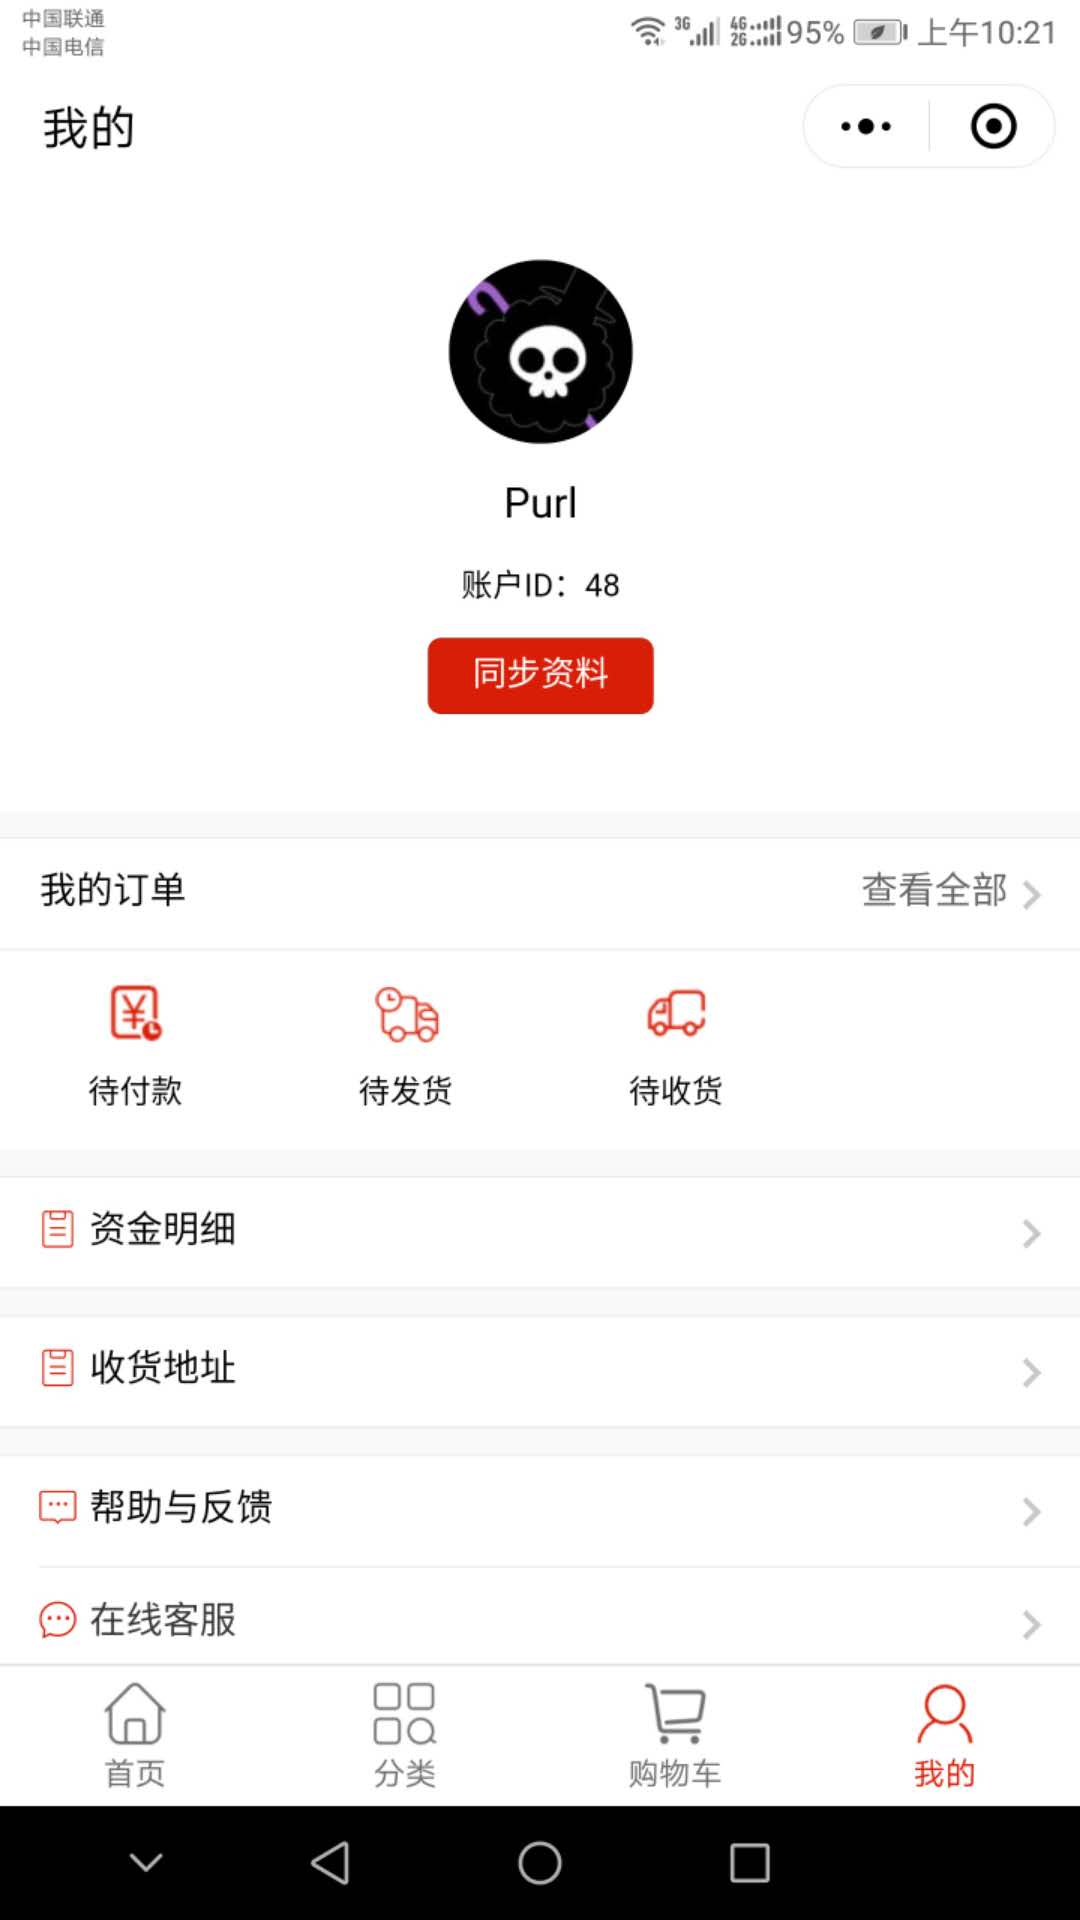 中国联通
中国电信
3G 4G 2G 95% 上午10:21
我的
Purl
账户ID：48
同步资料
我的订单 查看全部
待付款 待发货 待收货
资金明细
收货地址
帮助与反馈
在线客服
首页 分类 购物车 我的